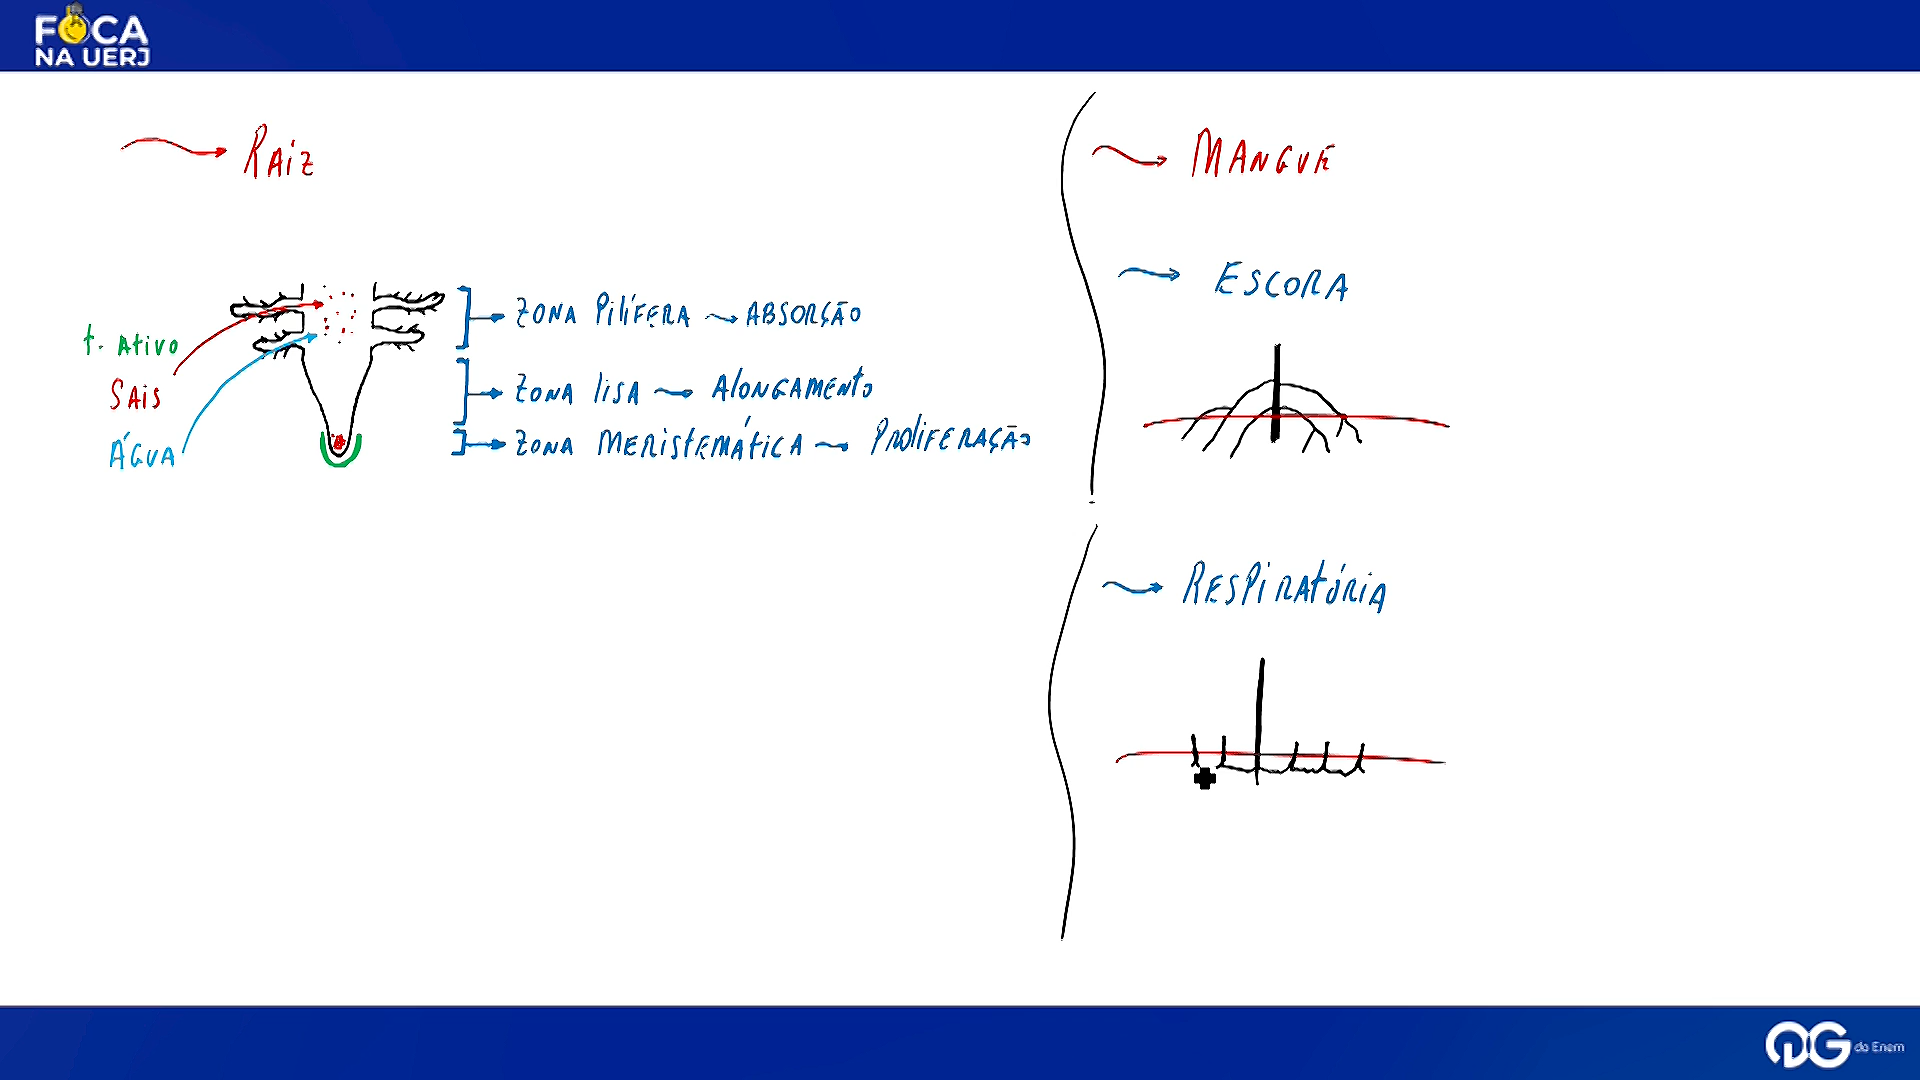 FOCA
NA UERJ
RAIZ
t. ATIVO
SAIS
ÁGUA
ZONA PILÍFERA → ABSORÇÃO
ZONA LISA → ALONGAMENTO
ZONA MERISTEMÁTICA → PROLIFERAÇÃO
MANGUE
ESCORA
RESPIRATÓRIA
QG do Enem